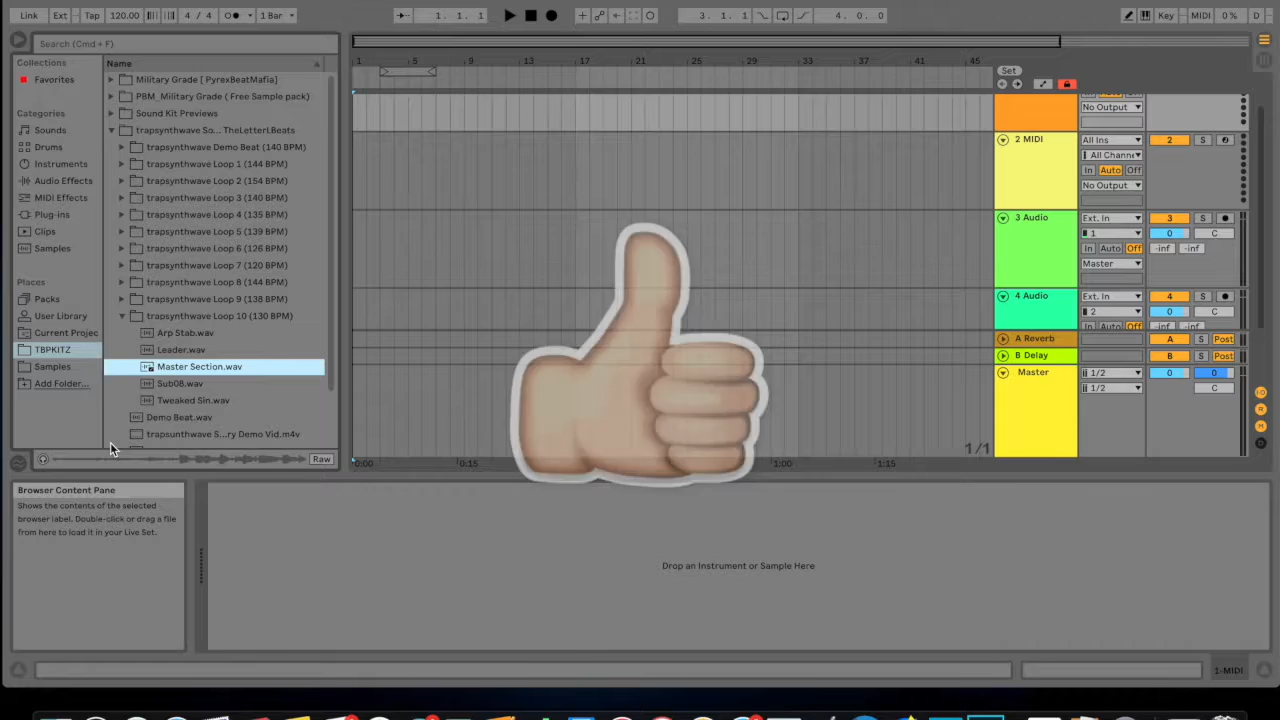 Link Ext Tap 120.00 4 / 4 1 Bar 1. 1. 1 3. 1. 1 4. 0. 0 Key MIDI 0 % D
Search (Cmd + F)
Collections
Favorites
Categories
Sounds
Drums
Instruments
Audio Effects
MIDI Effects
Plug-ins
Clips
Samples
Places
Packs
User Library
Current Projec
TBPKITZ
Samples
Add Folder...
Name
Military Grade [ PyrexBeatMafia]
PBM_Military Grade ( Free Sample pack)
Sound Kit Previews
trapsynthwave So... TheLetterLBeats
trapsynthwave Demo Beat (140 BPM)
trapsynthwave Loop 1 (144 BPM)
trapsynthwave Loop 2 (154 BPM)
trapsynthwave Loop 3 (140 BPM)
trapsynthwave Loop 4 (135 BPM)
trapsynthwave Loop 5 (139 BPM)
trapsynthwave Loop 6 (126 BPM)
trapsynthwave Loop 7 (120 BPM)
trapsynthwave Loop 8 (144 BPM)
trapsynthwave Loop 9 (138 BPM)
trapsynthwave Loop 10 (130 BPM)
Arp Stab.wav
Leader.wav
Master Section.wav
Sub08.wav
Tweaked Sin.wav
Demo Beat.wav
trapsunthwave S...ry Demo Vid.m4v
Raw
1 5 9 13 17 21 25 29 33 37 41 45
Set
No Output
2 MIDI All Ins 2 S
All Channe
In Auto Off
No Output
3 Audio Ext. In 3 S
1 0 C
In Auto Off -inf -inf
Master
4 Audio Ext. In 4 S
2 0 C
In Auto Off -inf -inf
A Reverb A S Post
B Delay B S Post
Master 1/2 0 0
1/2 C
1/1
0:00 0:15 1:00 1:15
Browser Content Pane
Shows the contents of the selected
browser label. Double-click or drag a file
from here to load it in your Live Set.
Drop an Instrument or Sample Here
1-MIDI